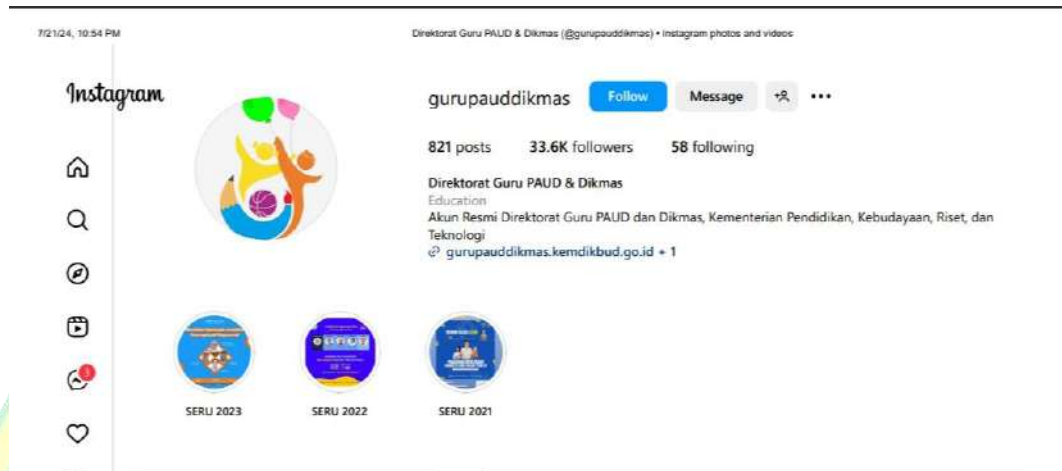 7/21/24, 10:54 PM
Direktorat Guru PAUD & Dikmas (@gurupauddikmas) • Instagram photos and videos
Instagram
gurupauddikmas Follow Message
821 posts 33.6K followers 58 following
Direktorat Guru PAUD & Dikmas
Education
Akun Resmi Direktorat Guru PAUD dan Dikmas, Kementerian Pendidikan, Kebudayaan, Riset, dan
Teknologi
gurupauddikmas.kemdikbud.go.id + 1
3
SERU 2023 SERU 2022 SERU 2021